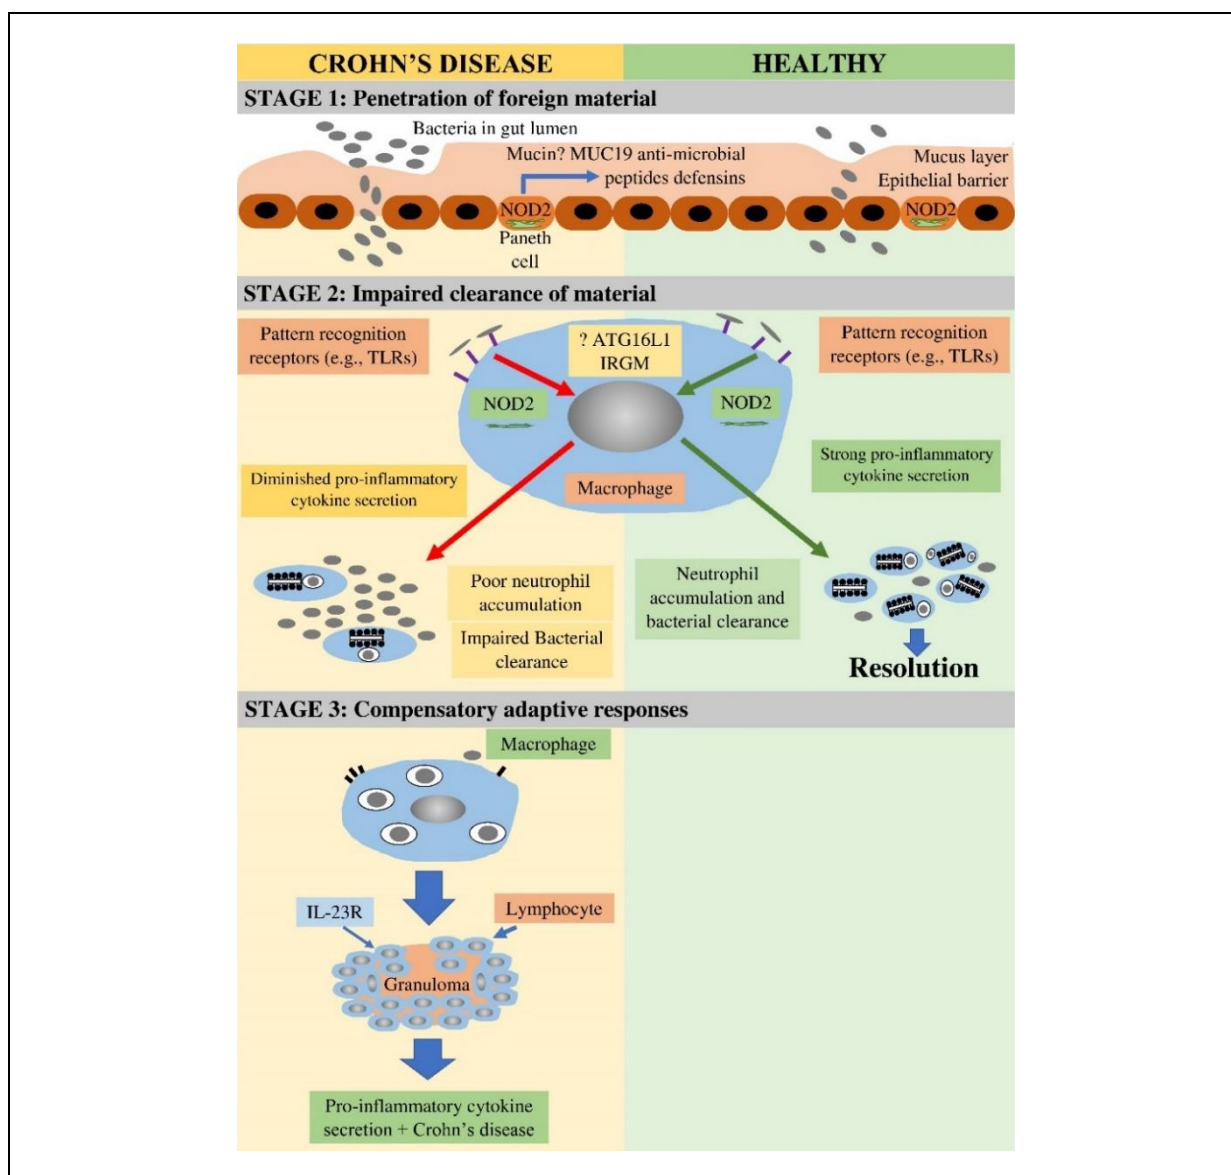 CROHN'S DISEASE
HEALTHY
STAGE 1: Penetration of foreign material
Bacteria in gut lumen
Mucin? MUC19 anti-microbial
peptides defensins
Mucus layer
Epithelial barrier
NOD2
NOD2
Paneth
cell
STAGE 2: Impaired clearance of material
Pattern recognition
receptors (e.g., TLRs)
? ATG16L1
IRGM
Pattern recognition
receptors (e.g., TLRs)
NOD2
NOD2
Diminished pro-inflammatory
cytokine secretion
Macrophage
Strong pro-inflammatory
cytokine secretion
Poor neutrophil
accumulation
Impaired Bacterial
clearance
Neutrophil
accumulation and
bacterial clearance
Resolution
STAGE 3: Compensatory adaptive responses
Macrophage
IL-23R
Lymphocyte
Granuloma
Pro-inflammatory cytokine
secretion + Crohn's disease